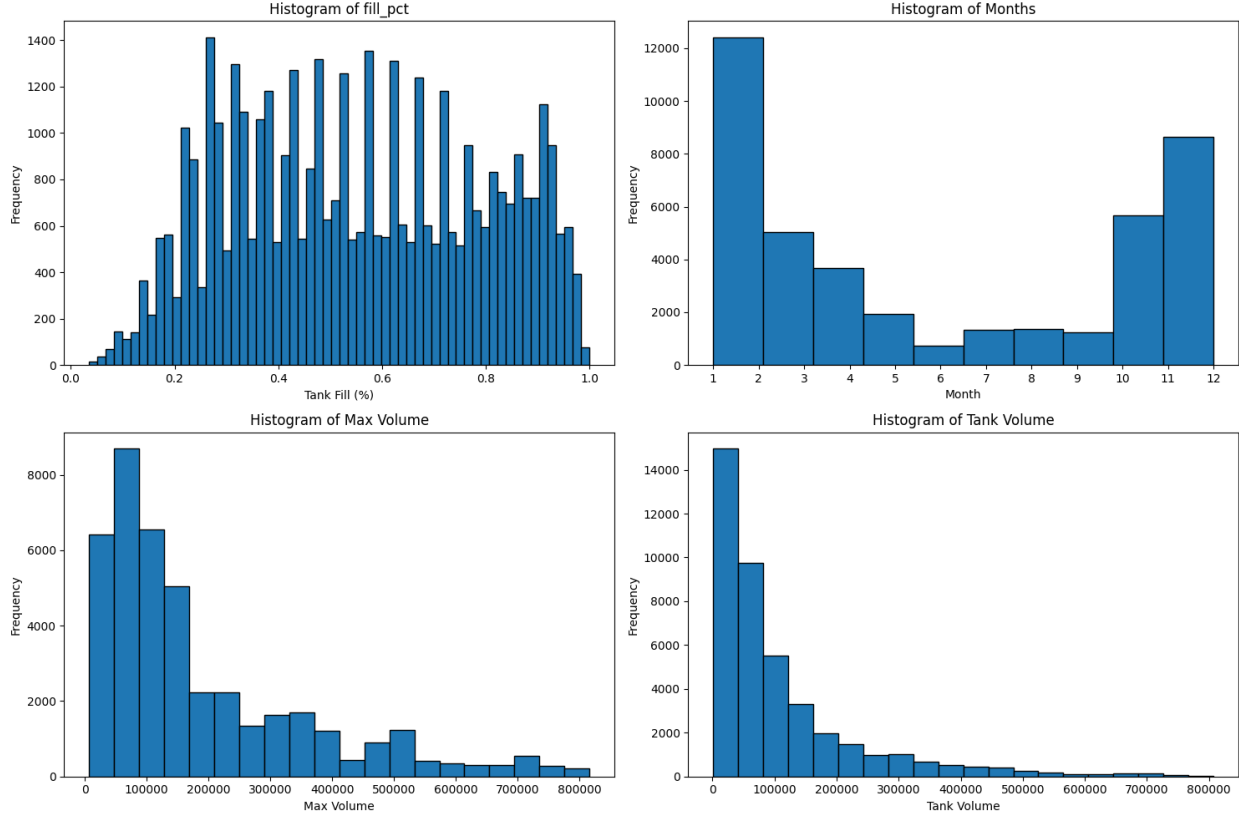 Histogram of fill_pct
Frequency
1400
1200
1000
800
600
400
200
0
0.0 0.2 0.4 0.6 0.8 1.0
Tank Fill (%)
Histogram of Months
Frequency
12000
10000
8000
6000
4000
2000
0
1 2 3 4 5 6 7 8 9 10 11 12
Month
Histogram of Max Volume
Frequency
8000
6000
4000
2000
0
0 100000 200000 300000 400000 500000 600000 700000 800000
Max Volume
Histogram of Tank Volume
Frequency
14000
12000
10000
8000
6000
4000
2000
0
0 100000 200000 300000 400000 500000 600000 700000 800000
Tank Volume